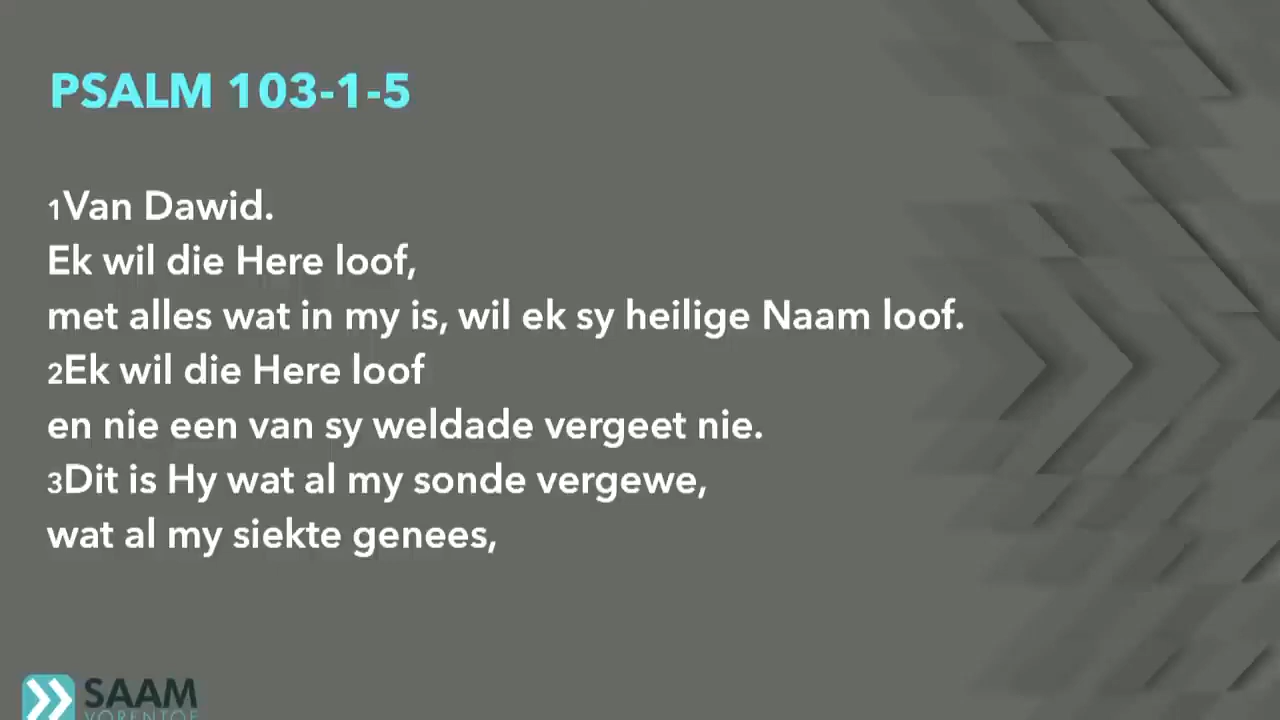 PSALM 103-1-5
1Van Dawid.
Ek wil die Here loof,
met alles wat in my is, wil ek sy heilige Naam loof.
2Ek wil die Here loof
en nie een van sy weldade vergeet nie.
3Dit is Hy wat al my sonde vergewe,
wat al my siekte genees,
SAAM
VORENTOE